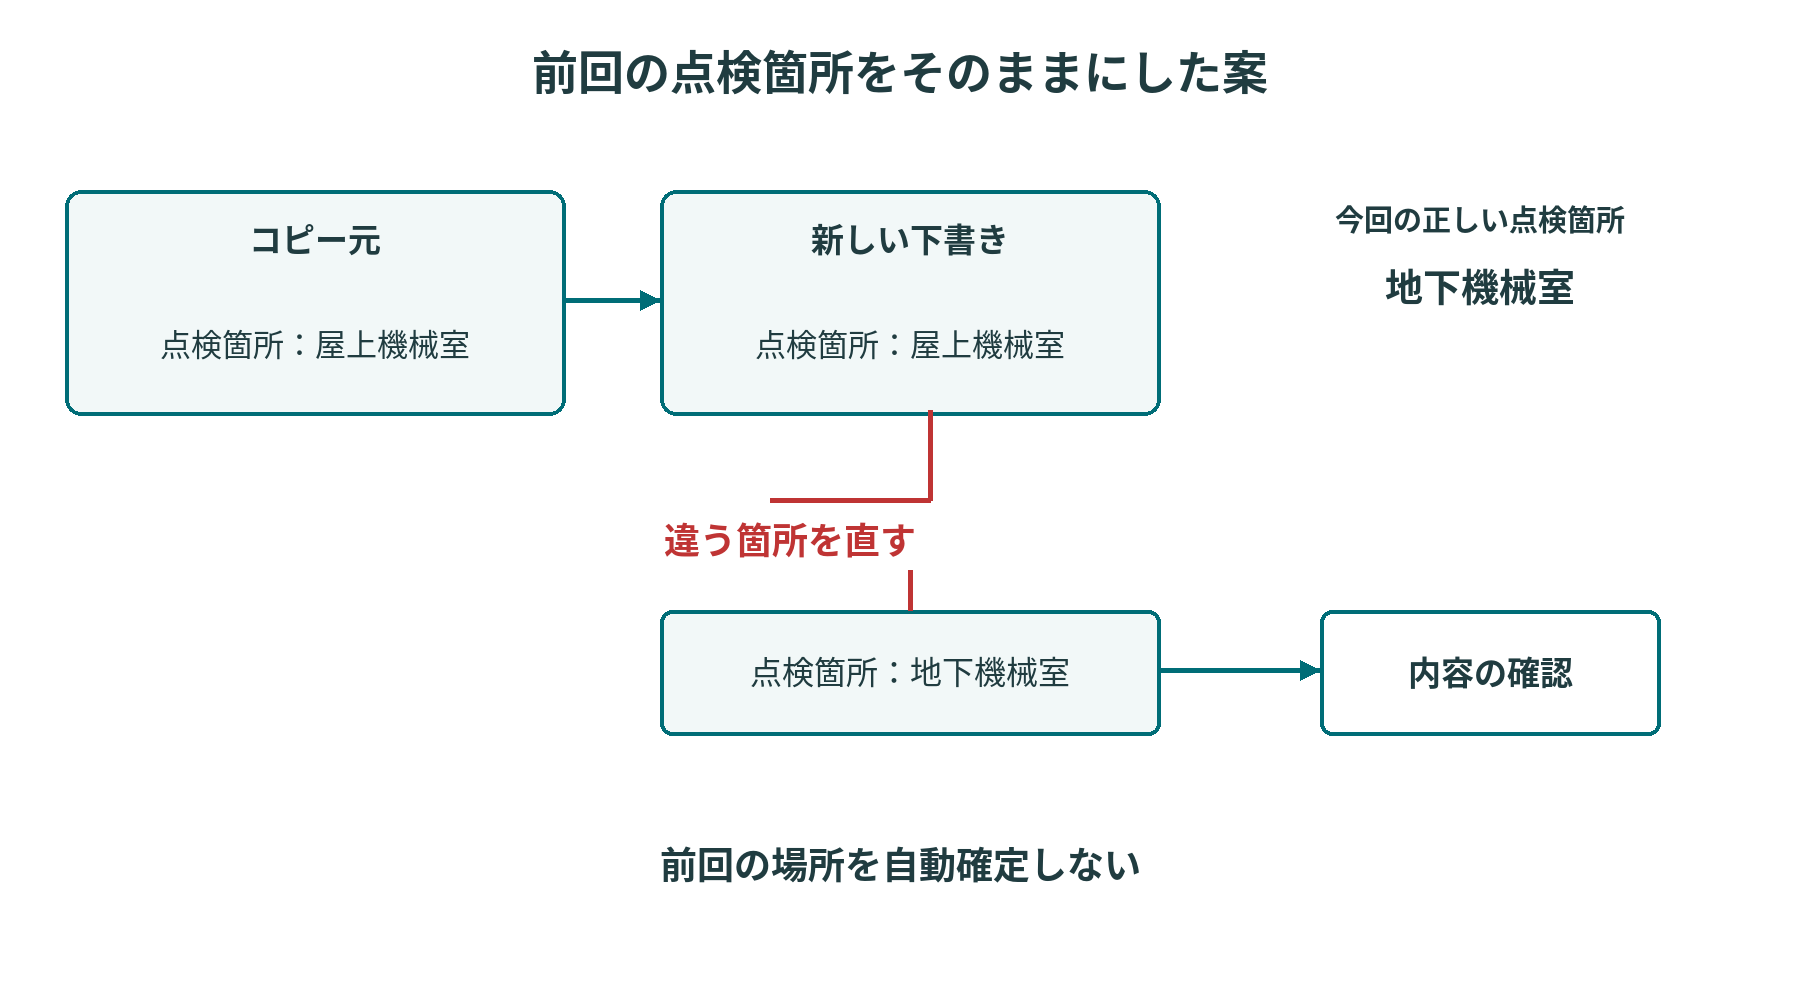 前回の点検箇所をそのままにした案
コピー元
点検箇所：屋上機械室
新しい下書き
点検箇所：屋上機械室
今回の正しい点検箇所
地下機械室
違う箇所を直す
点検箇所：地下機械室
内容の確認
前回の場所を自動確定しない